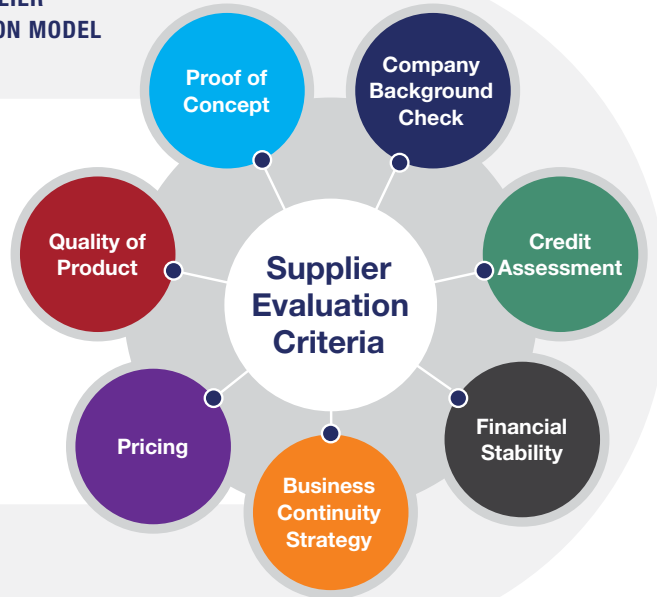 ON MODEL
Proof of
Concept
Company
Background
Check
Quality of
Product
Supplier
Evaluation
Criteria
Credit
Assessment
Pricing
Financial
Stability
Business
Continuity
Strategy